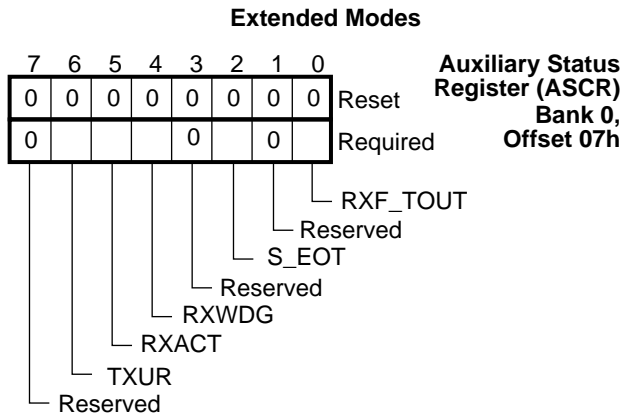 Extended Modes
7 6 5 4 3 2 1 0
Auxiliary Status
Register (ASCR)
Bank 0,
Offset 07h
0 0 0 0 0 0 0 0 Reset
0 0 0 Required
RXF_TOUT
Reserved
S_EOT
Reserved
RXWDG
RXACT
TXUR
Reserved